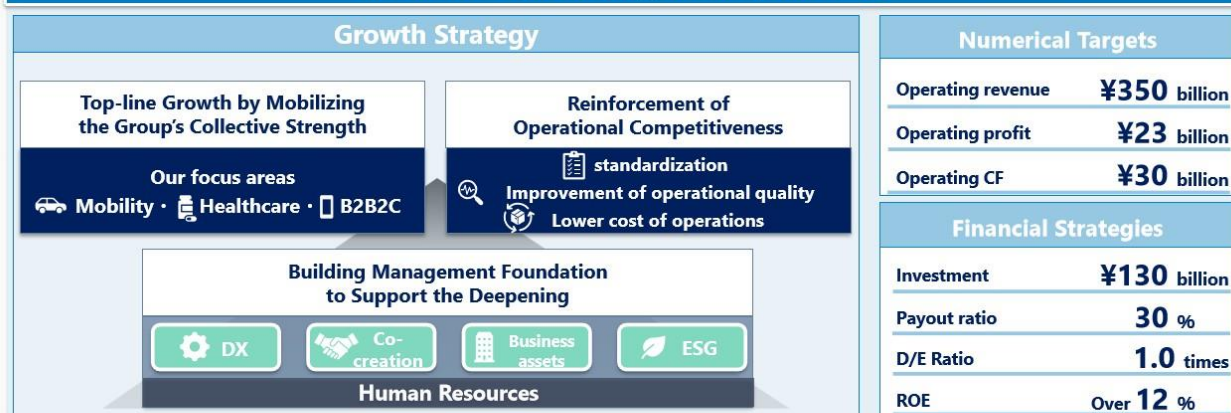 Growth Strategy
Top-line Growth by Mobilizing
the Group's Collective Strength
Our focus areas
Mobility・Healthcare・B2B2C
Reinforcement of
Operational Competitiveness
standardization
Improvement of operational quality
Lower cost of operations
Building Management Foundation
to Support the Deepening
DX
Co-
creation
Business
assets
ESG
Human Resources
Numerical Targets
Operating revenue ¥350 billion
Operating profit ¥23 billion
Operating CF ¥30 billion
Financial Strategies
Investment ¥130 billion
Payout ratio 30 %
D/E Ratio 1.0 times
ROE Over 12 %